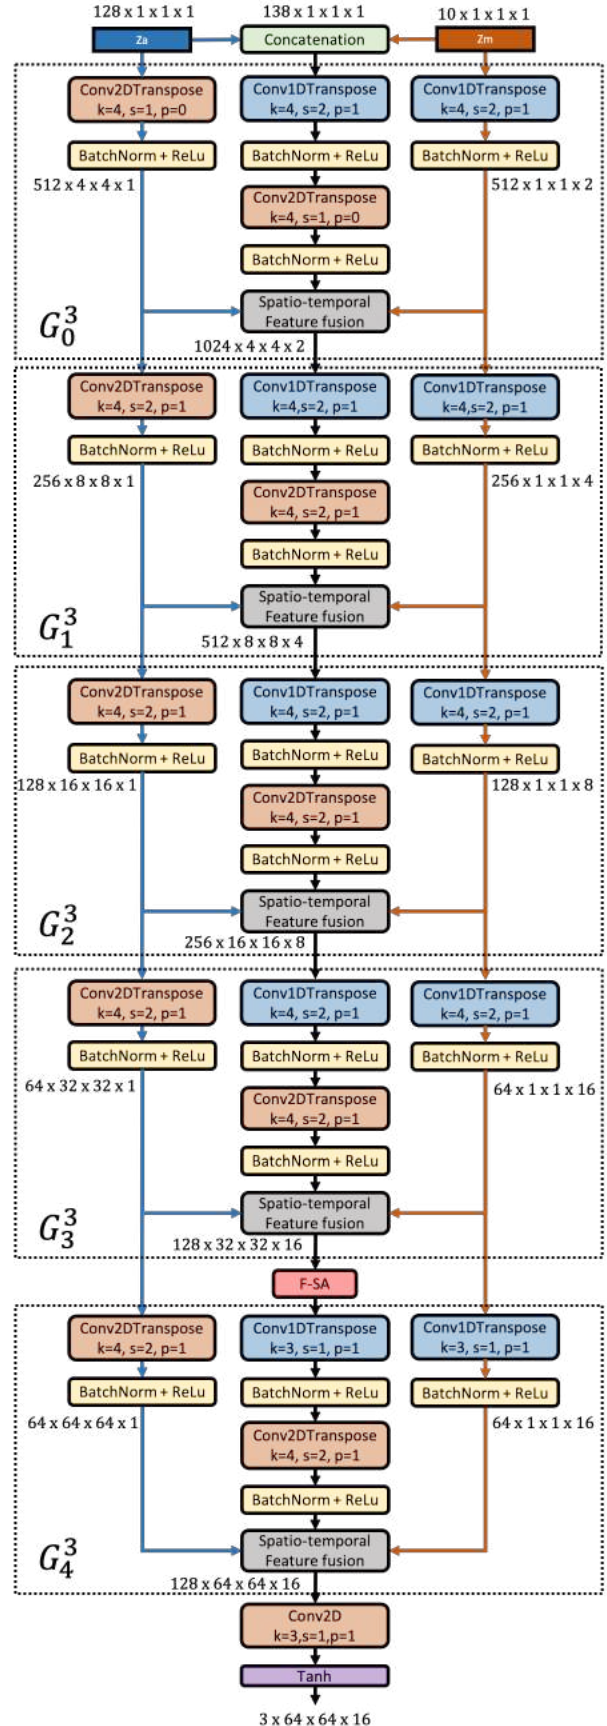 128 x 1 x 1 x 1
138 x 1 x 1 x 1
10 x 1 x 1 x 1
Za
Concatenation
Zm
Conv2DTranspose
k=4, s=1, p=0
Conv1DTranspose
k=4, s=2, p=1
Conv1DTranspose
k=4, s=2, p=1
BatchNorm + ReLu
BatchNorm + ReLu
BatchNorm + ReLu
512 x 4 x 4 x 1
512 x 1 x 1 x 2
Conv2DTranspose
k=4, s=1, p=0
BatchNorm + ReLu
Spatio-temporal
Feature fusion
G_0^3
1024 x 4 x 4 x 2
Conv2DTranspose
k=4, s=2, p=1
Conv1DTranspose
k=4,s=2, p=1
Conv1DTranspose
k=4,s=2, p=1
BatchNorm + ReLu
BatchNorm + ReLu
BatchNorm + ReLu
256 x 8 x 8 x 1
256 x 1 x 1 x 4
Conv2DTranspose
k=4, s=2, p=1
BatchNorm + ReLu
Spatio-temporal
Feature fusion
G_1^3
512 x 8 x 8 x 4
Conv2DTranspose
k=4, s=2, p=1
Conv1DTranspose
k=4, s=2, p=1
Conv1DTranspose
k=4, s=2, p=1
BatchNorm + ReLu
BatchNorm + ReLu
BatchNorm + ReLu
128 x 16 x 16 x 1
128 x 1 x 1 x 8
Conv2DTranspose
k=4, s=2, p=1
BatchNorm + ReLu
Spatio-temporal
Feature fusion
G_2^3
256 x 16 x 16 x 8
Conv2DTranspose
k=4, s=2, p=1
Conv1DTranspose
k=4, s=2, p=1
Conv1DTranspose
k=4, s=2, p=1
BatchNorm + ReLu
BatchNorm + ReLu
BatchNorm + ReLu
64 x 32 x 32 x 1
64 x 1 x 1 x 16
Conv2DTranspose
k=4, s=2, p=1
BatchNorm + ReLu
Spatio-temporal
Feature fusion
G_3^3
128 x 32 x 32 x 16
F-SA
Conv2DTranspose
k=4, s=2, p=1
Conv1DTranspose
k=3, s=1, p=1
Conv1DTranspose
k=3, s=1, p=1
BatchNorm + ReLu
BatchNorm + ReLu
BatchNorm + ReLu
64 x 64 x 64 x 1
64 x 1 x 1 x 16
Conv2DTranspose
k=4, s=2, p=1
BatchNorm + ReLu
Spatio-temporal
Feature fusion
G_4^3
128 x 64 x 64 x 16
Conv2D
k=3,s=1,p=1
Tanh
3 x 64 x 64 x 16